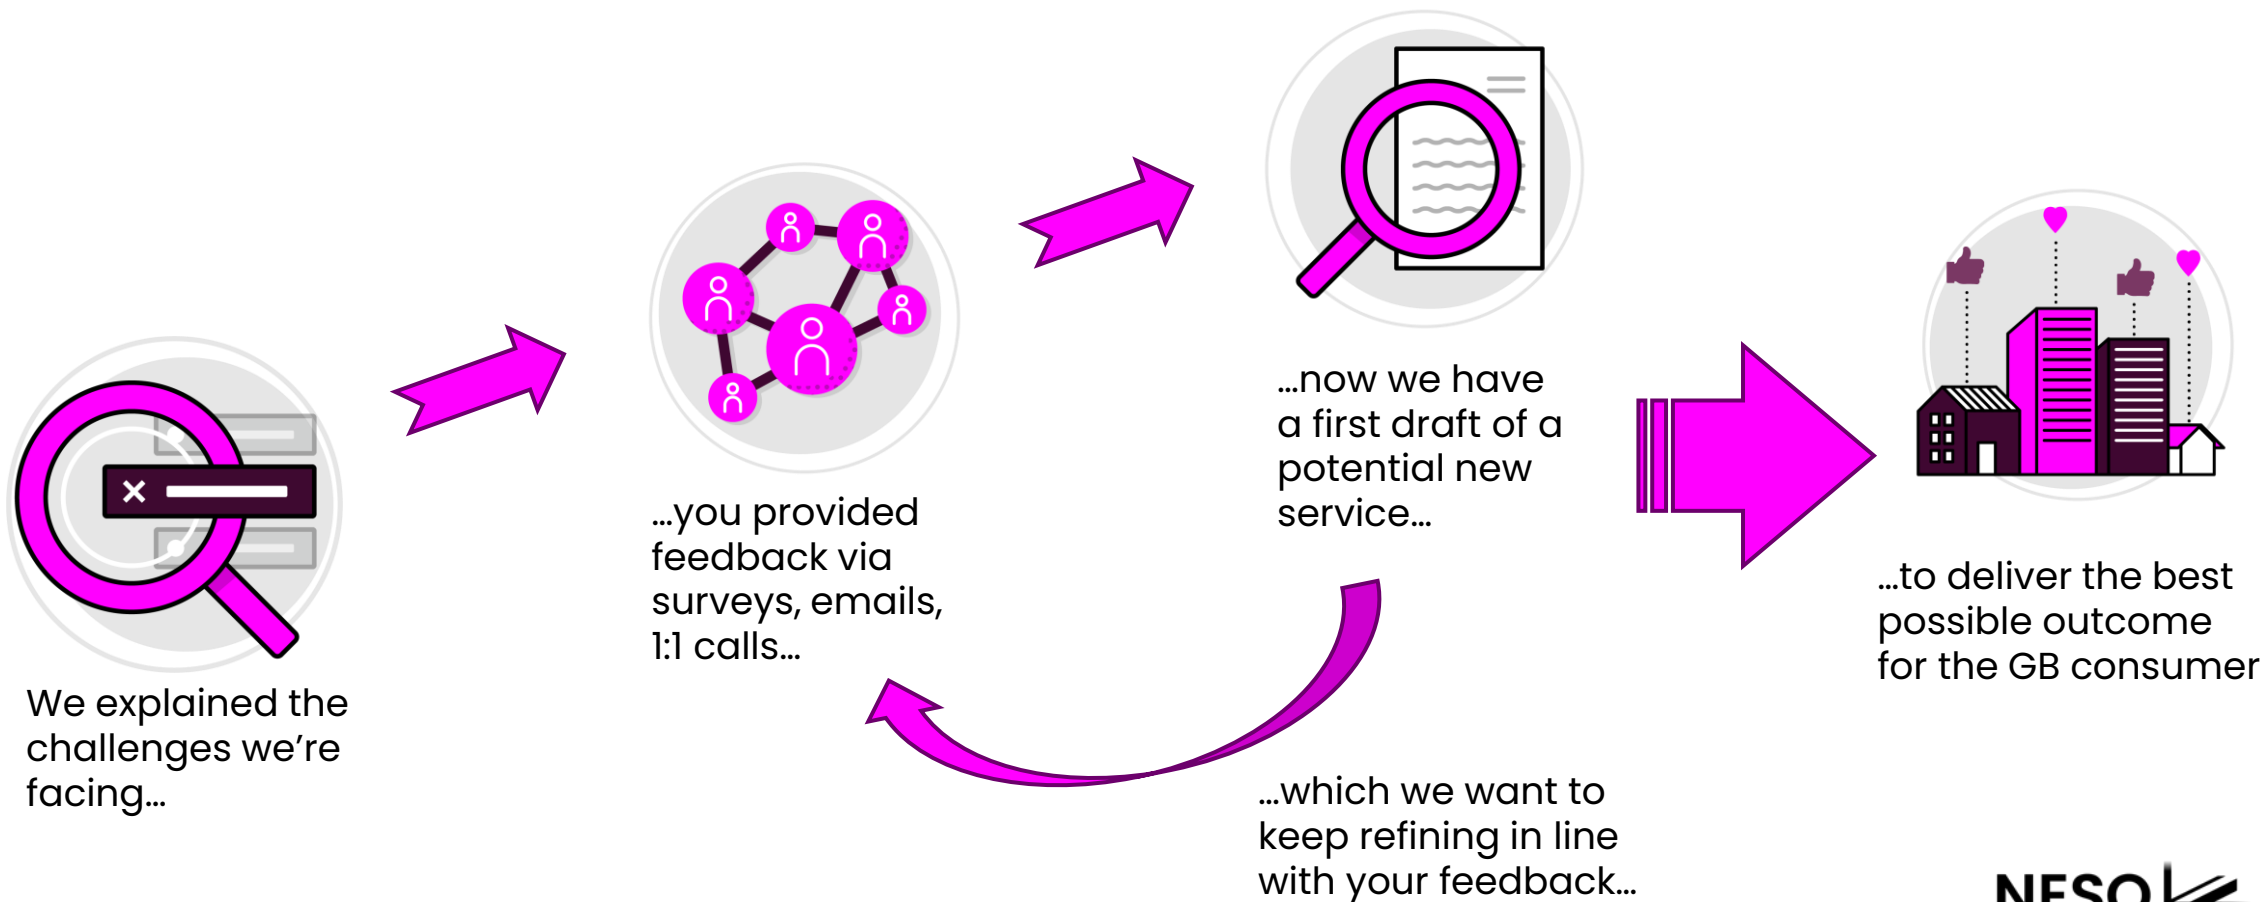 We explained the
challenges we’re
facing…
…you provided
feedback via
surveys, emails,
1:1 calls…
…now we have
a first draft of a
potential new
service…
…which we want to
keep refining in line
with your feedback…
…to deliver the best
possible outcome
for the GB consumer
NESO